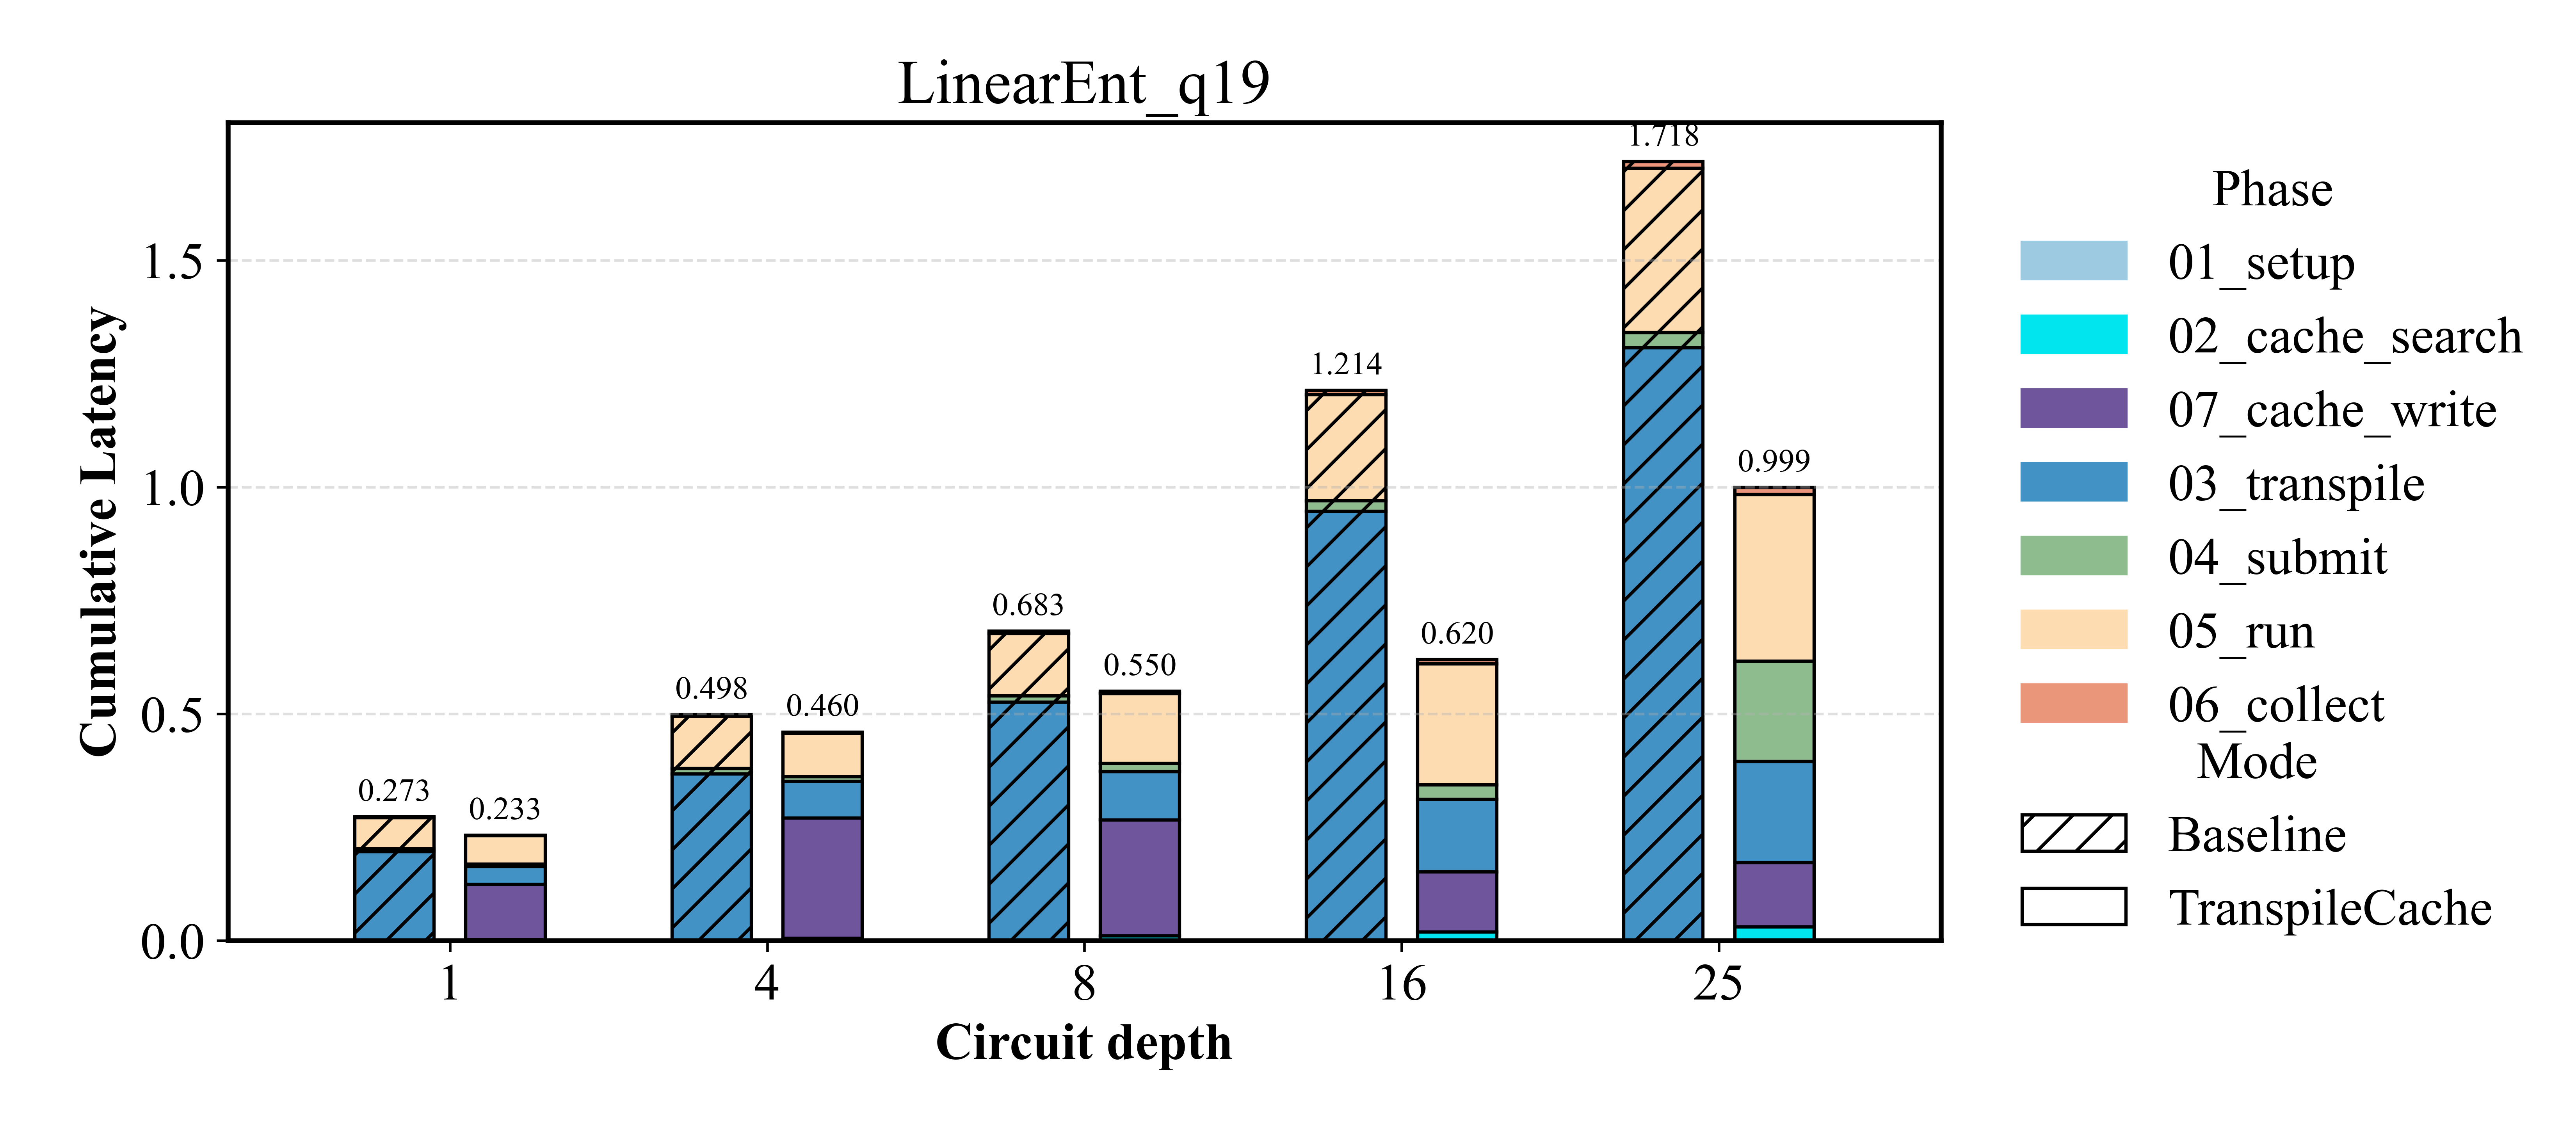 LinearEnt_q19
Cumulative Latency
1.5
1.0
0.5
0.0
0.273
0.233
0.498
0.460
0.683
0.550
1.214
0.620
1.718
0.999
1
4
8
16
25
Circuit depth
Phase
01_setup
02_cache_search
07_cache_write
03_transpile
04_submit
05_run
06_collect
Mode
Baseline
TranspileCache